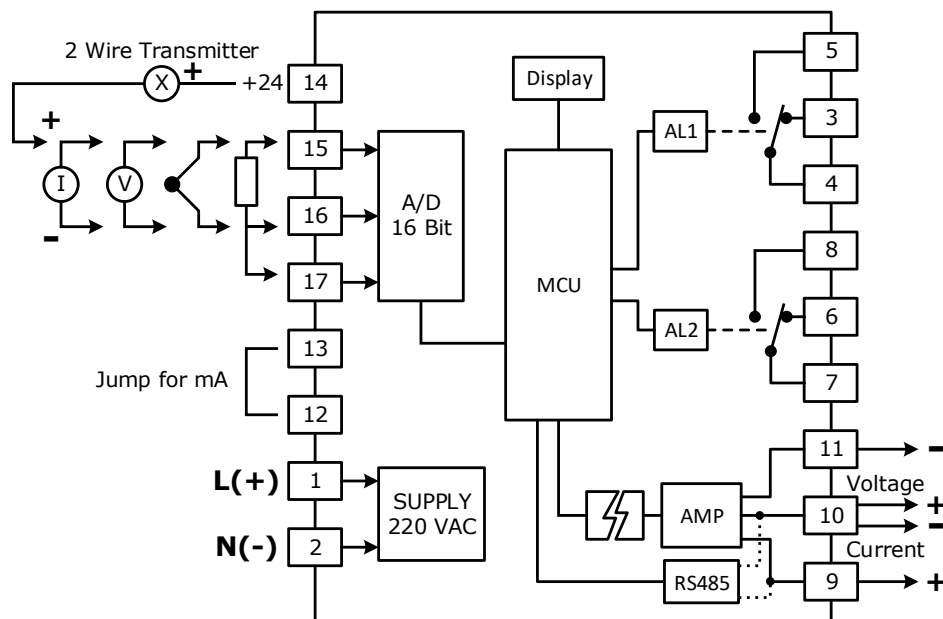 2 Wire Transmitter
X
+
+24
14
+
I
V
-
15
16
17
A/D
16 Bit
Display
MCU
AL1
AL2
5
3
4
8
6
7
13
Jump for mA
12
L(+)
1
N(-)
2
SUPPLY
220 VAC
AMP
RS485
11
-
Voltage
10
+
-
Current
9
+